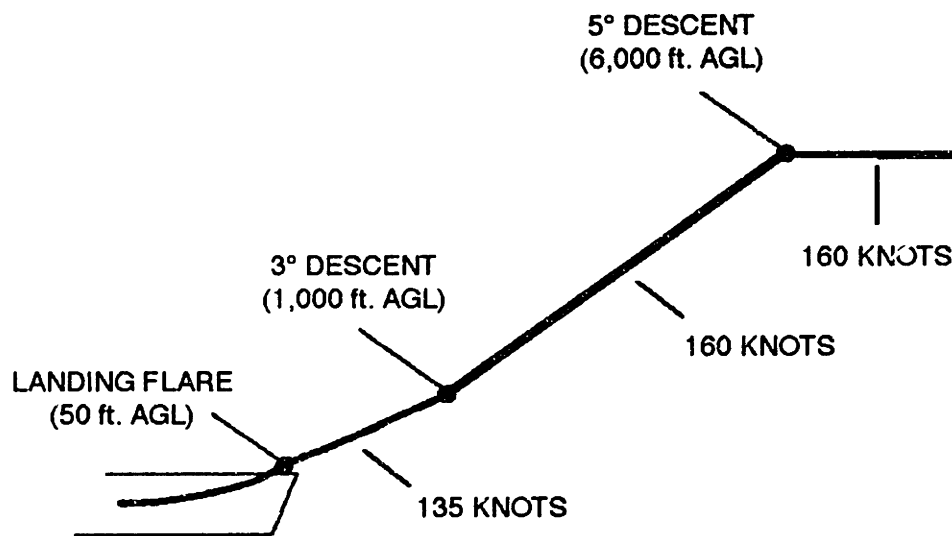 5° DESCENT
(6,000 ft. AGL)
160 KNOTS
3° DESCENT
(1,000 ft. AGL)
160 KNOTS
LANDING FLARE
(50 ft. AGL)
135 KNOTS